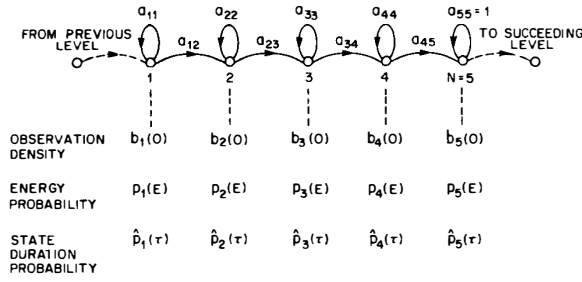 a11 a22 a33 a44 a55=1
FROM PREVIOUS LEVEL
TO SUCCEEDING LEVEL
a12 a23 a34 a45
1 2 3 4 N=5
OBSERVATION DENSITY b1(O) b2(O) b3(O) b4(O) b5(O)
ENERGY PROBABILITY p1(E) p2(E) p3(E) p4(E) p5(E)
STATE DURATION PROBABILITY p̂1(τ) p̂2(τ) p̂3(τ) p̂4(τ) p̂5(τ)